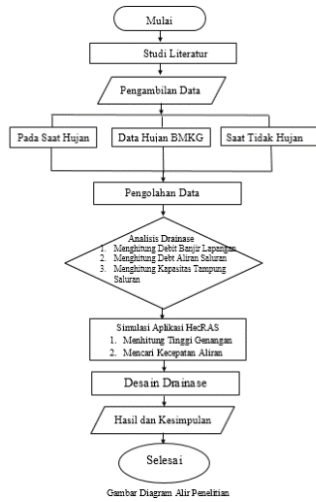 Mulai
Studi Literatur
Pengambilan Data
Pada Saat Hujan
Data Hujan BMKG
Saat Tidak Hujan
Pengolahan Data
Analisis Drainase
1. Menghitung Debit Banjir Lapangan
2. Menghitung Debt Aliran Saluran
3. Menghitung Kapasitas Tampung
Saluran
Simulasi Aplikasi HecRAS
1. Menhitung Tinggi Genangan
2. Mencari Kecepatan Aliran
Desain Drainase
Hasil dan Kesimpulan
Selesai
Gambar Diagram Alir Penelitian